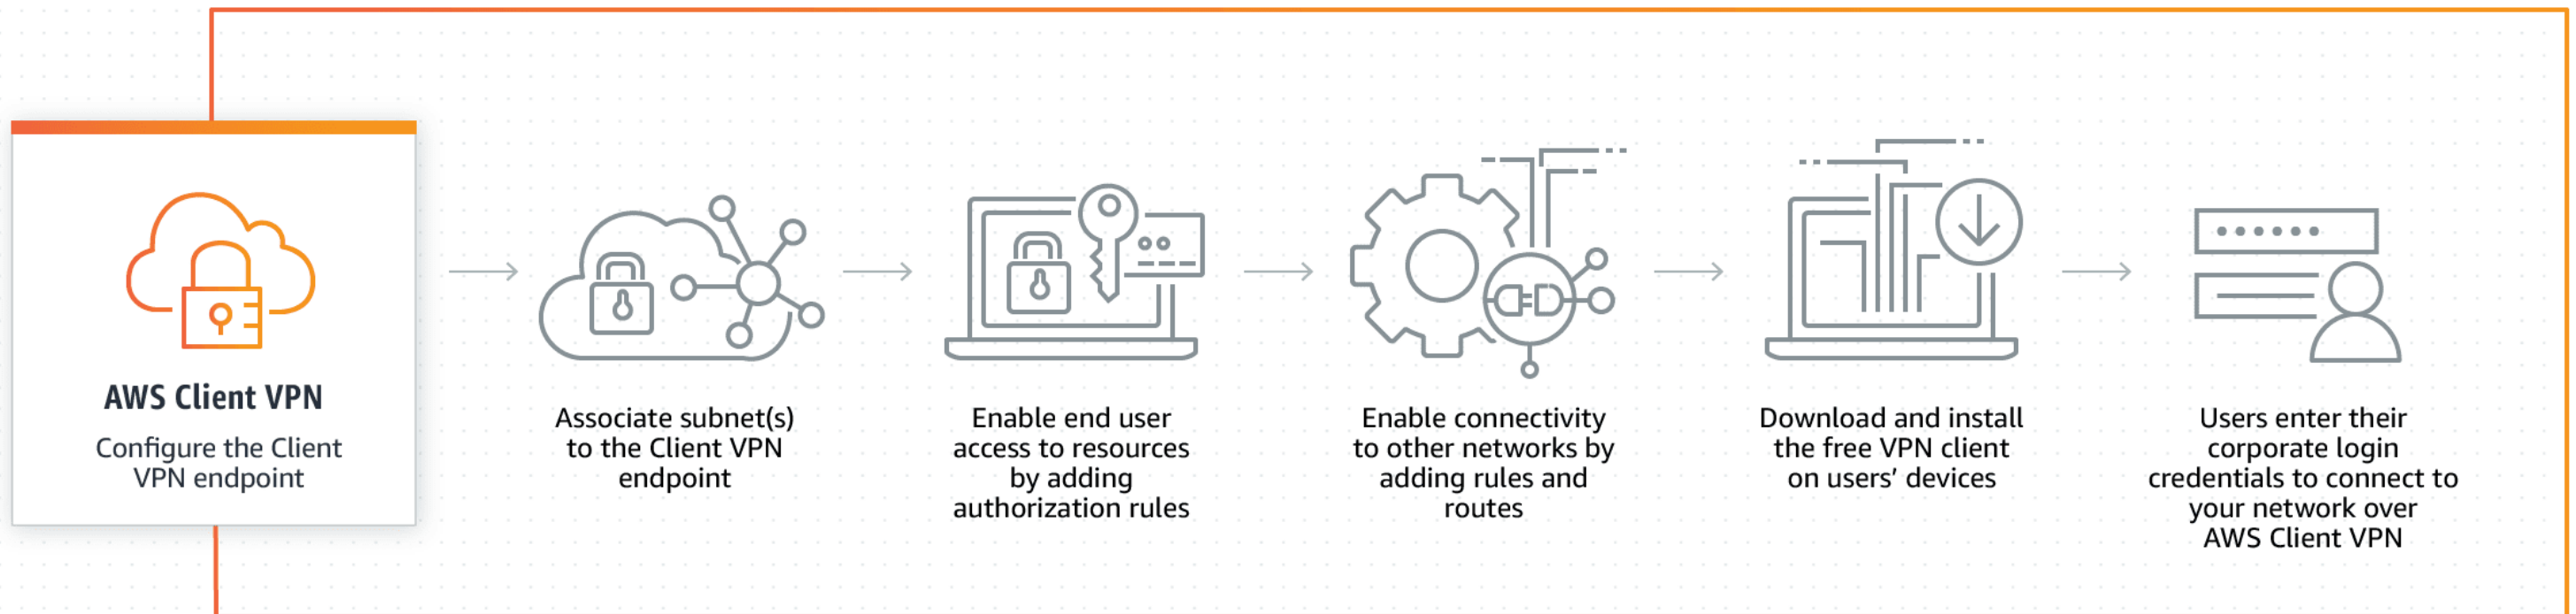 AWS Client VPN
Configure the Client
VPN endpoint
Associate subnet(s)
to the Client VPN
endpoint
Enable end user
access to resources
by adding
authorization rules
Enable connectivity
to other networks by
adding rules and
routes
Download and install
the free VPN client
on users’ devices
Users enter their
corporate login
credentials to connect to
your network over
AWS Client VPN